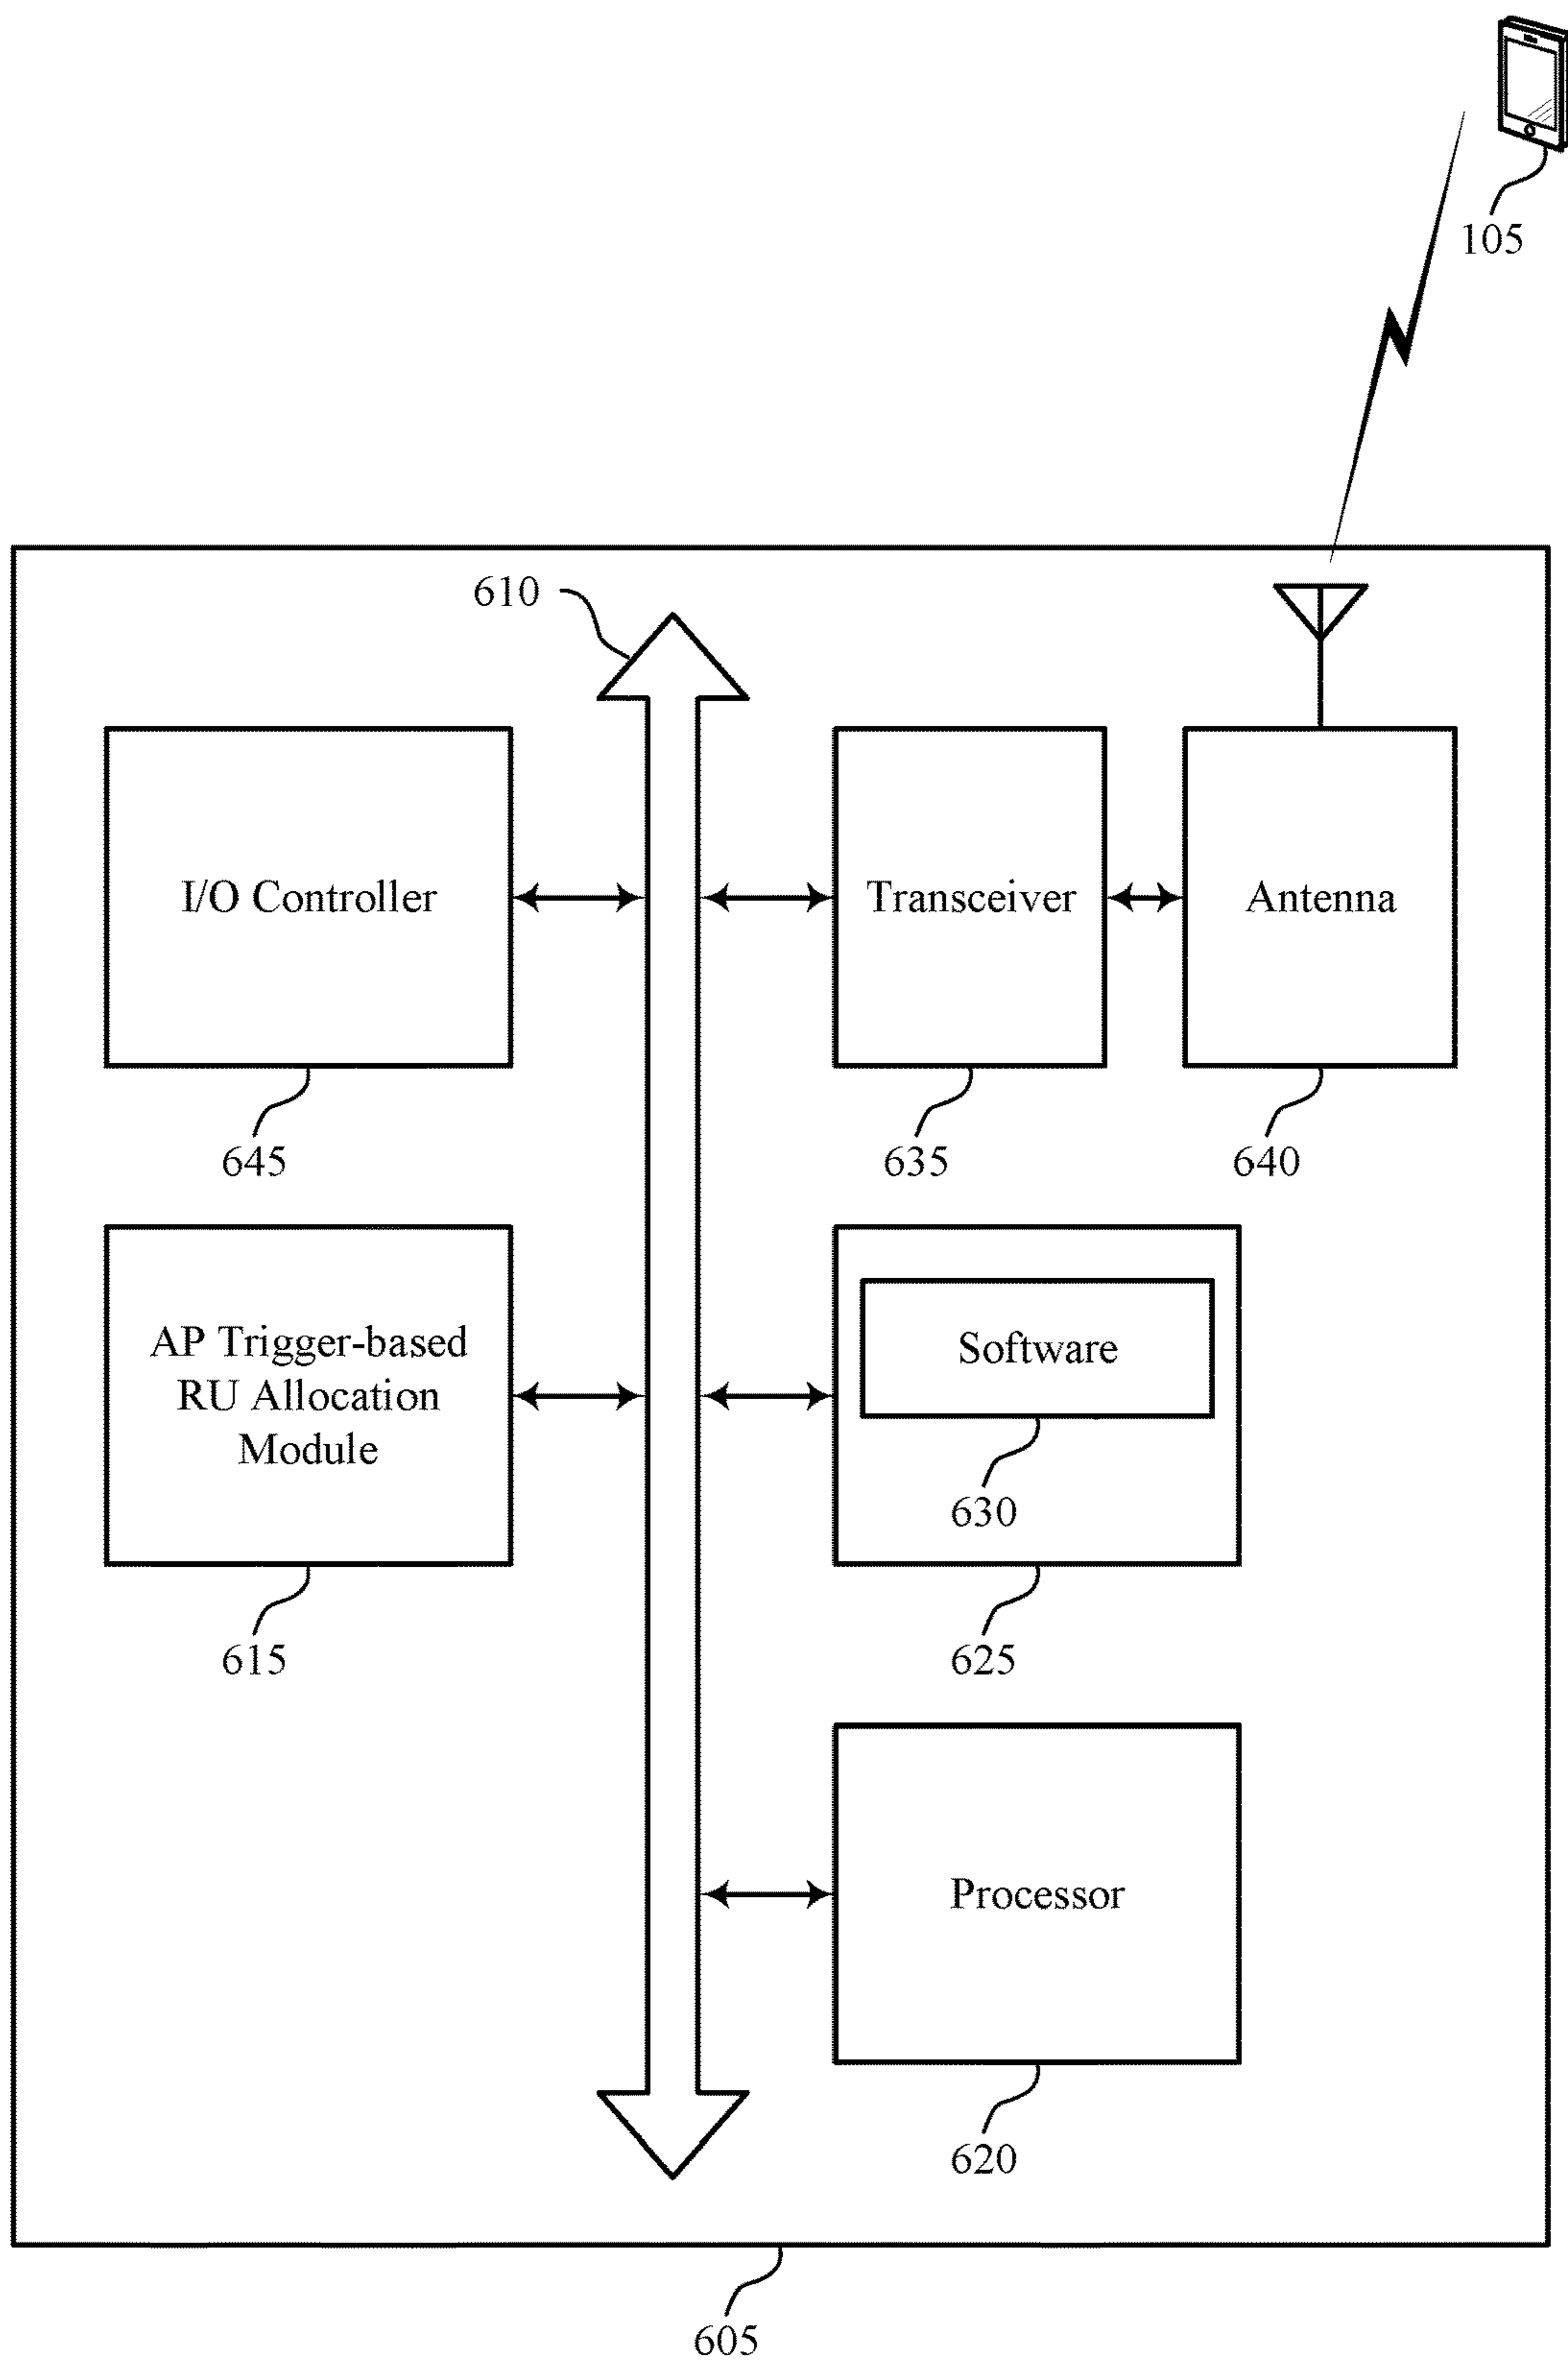 105
610
I/O Controller
Transceiver
Antenna
645
635
640
AP Trigger-based
RU Allocation
Module
Software
630
615
625
Processor
620
605